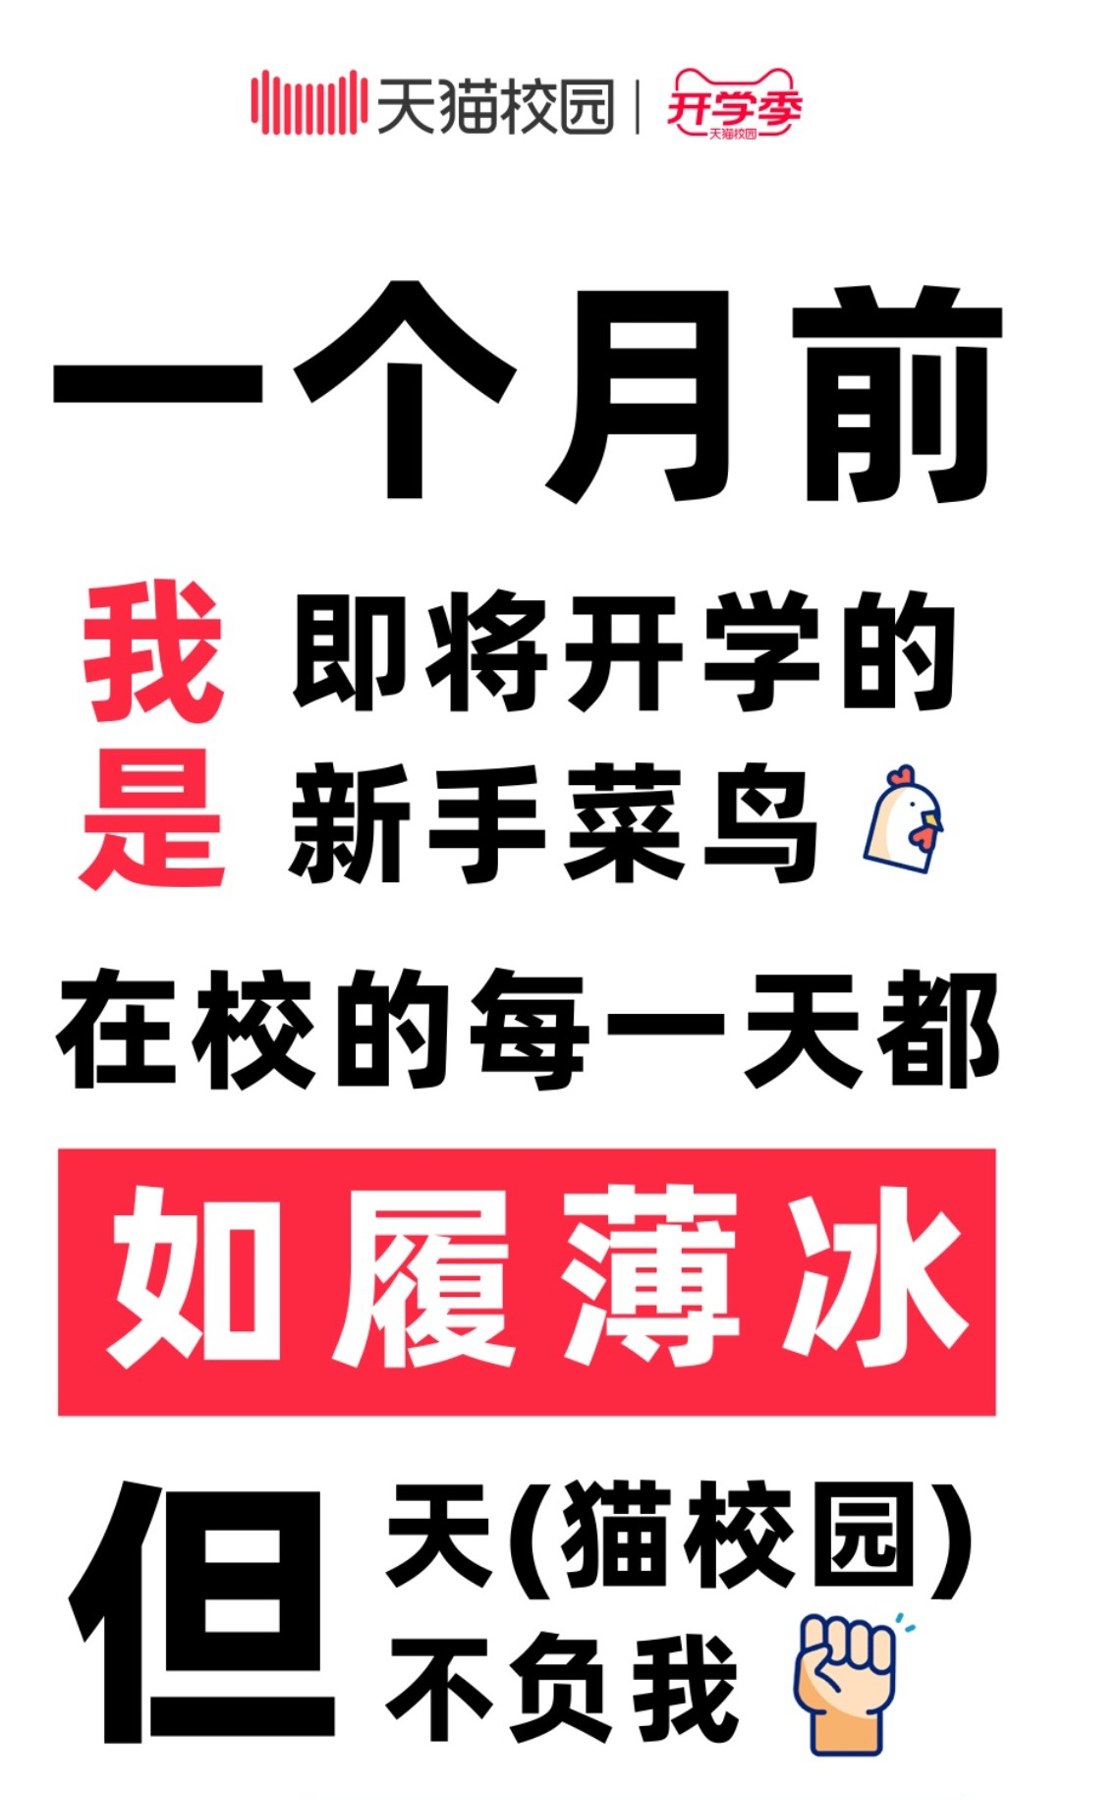 天猫校园 | 开学季
天猫校园
一个月前
我是
即将开学的
新手菜鸟
在校的每一天都
如履薄冰
但
天(猫校园)
不负我